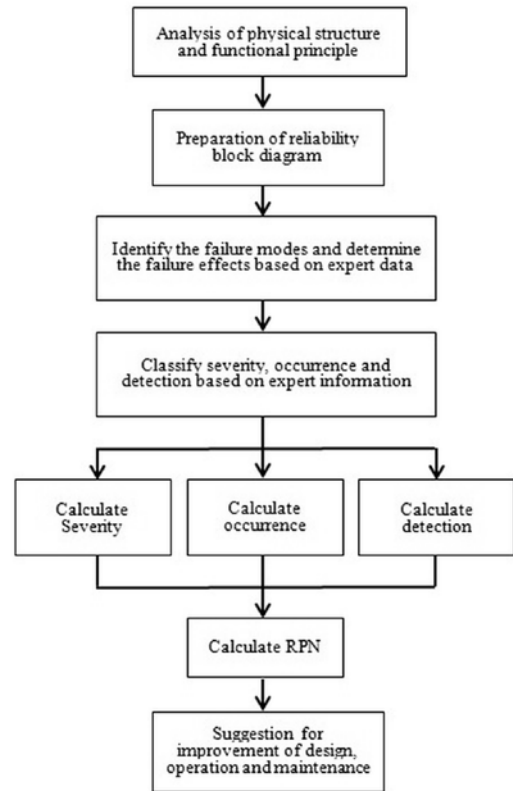 Analysis of physical structure
and functional principle
Preparation of reliability
block diagram
Identify the failure modes and determine
the failure effects based on expert data
Classify severity, occurrence and
detection based on expert information
Calculate
Severity
Calculate
occurrence
Calculate
detection
Calculate RPN
Suggestion for
improvement of design,
operation and maintenance